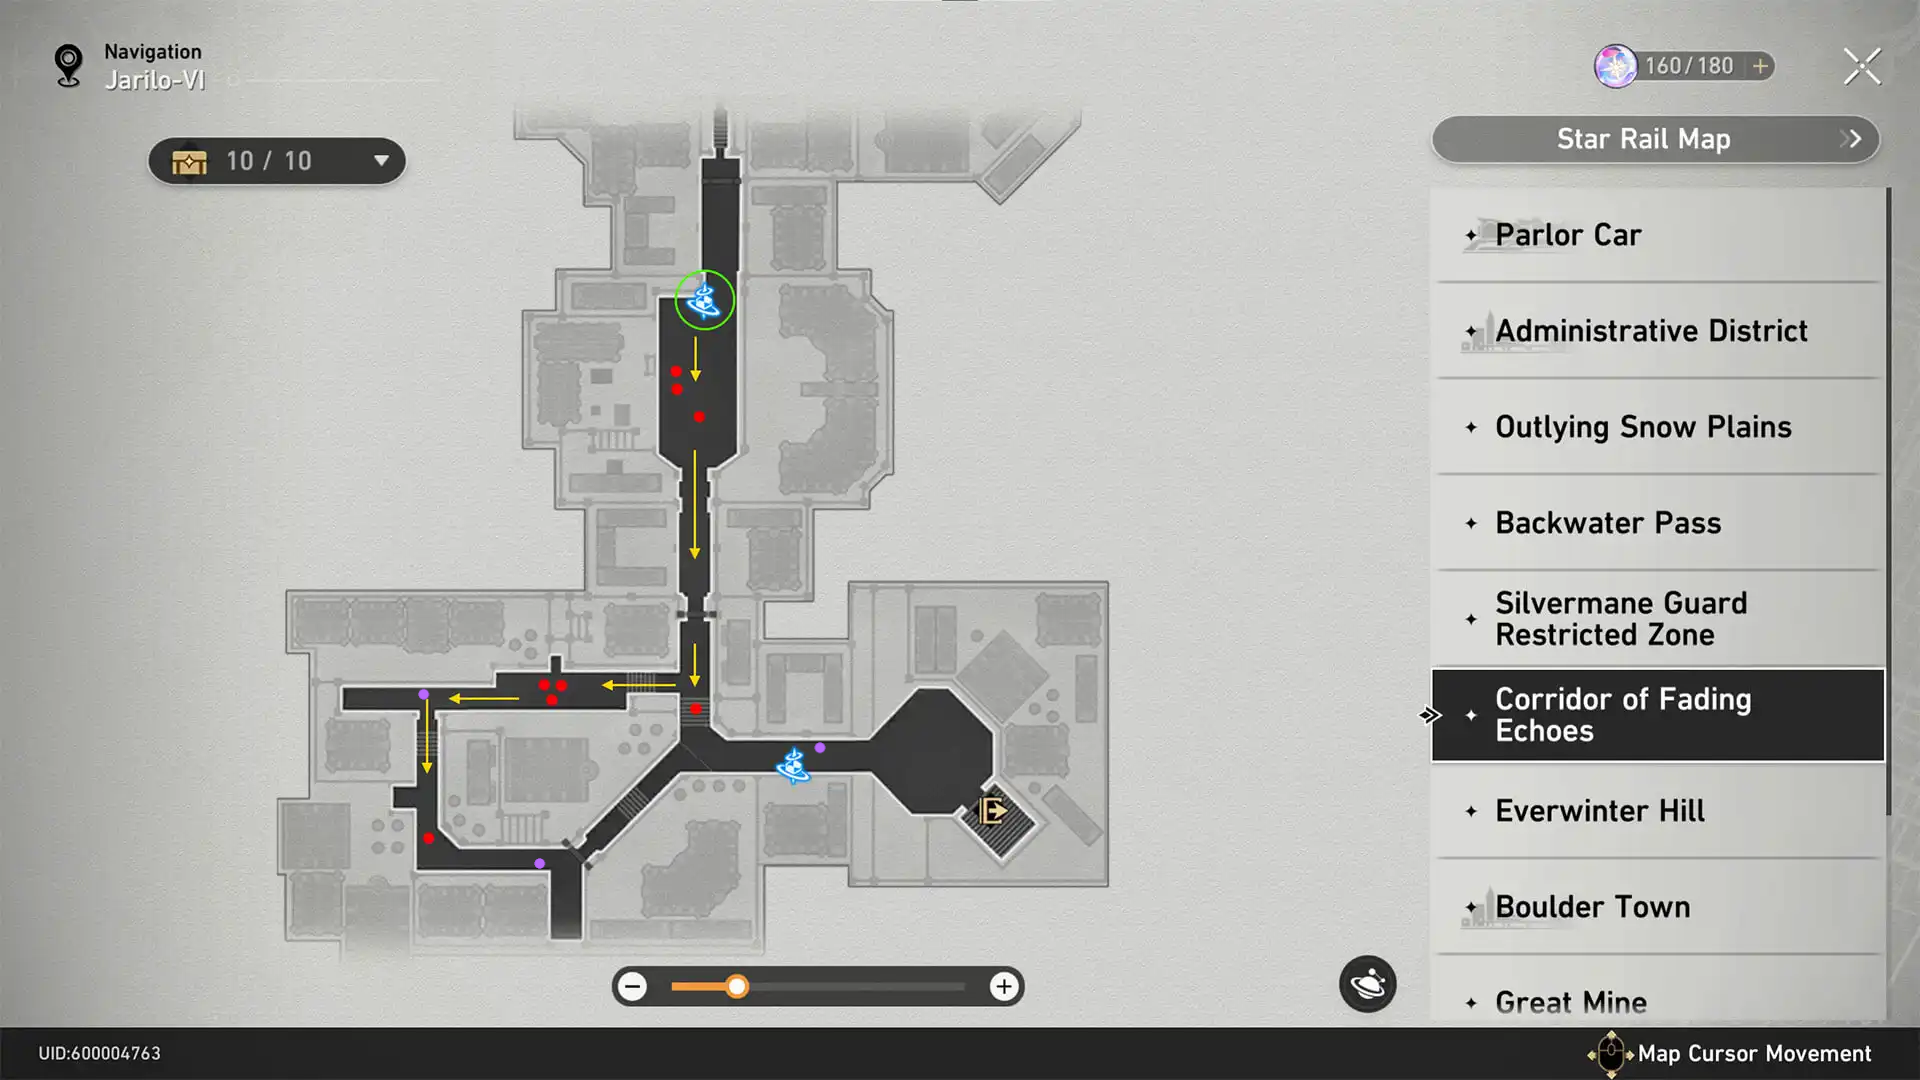 Navigation
Jarilo-VI
160/180
10 / 10
Star Rail Map
Parlor Car
Administrative District
Outlying Snow Plains
Backwater Pass
Silvermane Guard
Restricted Zone
Corridor of Fading
Echoes
Everwinter Hill
Boulder Town
Great Mine
UID:600004763
Map Cursor Movement